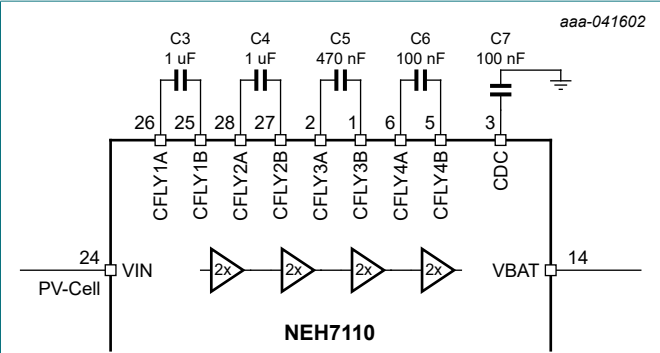 aaa-041602
C3 C4 C5 C6 C7
1 uF 1 uF 470 nF 100 nF 100 nF
26 25 28 27 2 1 6 5 3
CFLY1A CFLY1B CFLY2A CFLY2B CFLY3A CFLY3B CFLY4A CFLY4B CDC
24 VIN 2x 2x 2x 2x VBAT 14
PV-Cell
NEH7110